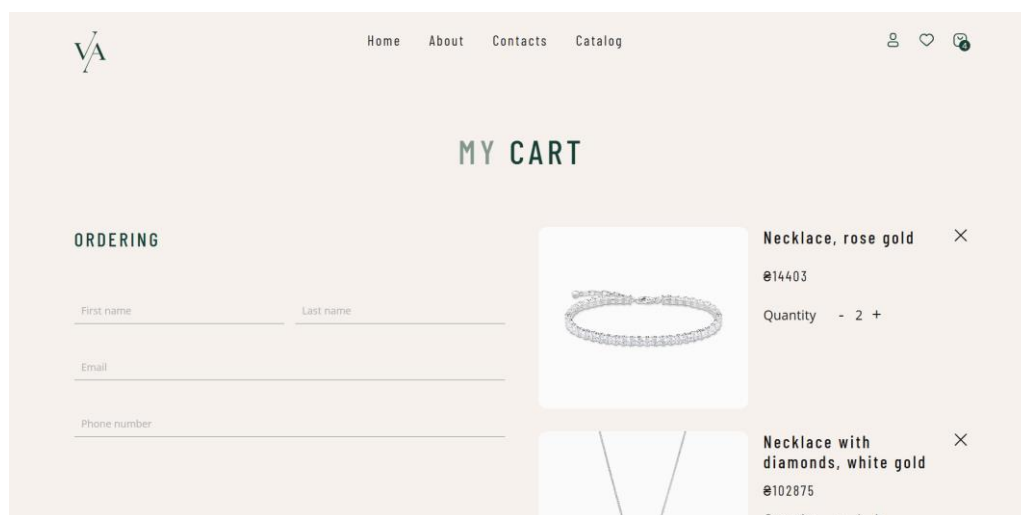 VA
Home About Contacts Catalog
4
MY CART
ORDERING
First name Last name
Email
Phone number
Necklace, rose gold
₴14403
Quantity - 2 +
Necklace with
diamonds, white gold
₴102875